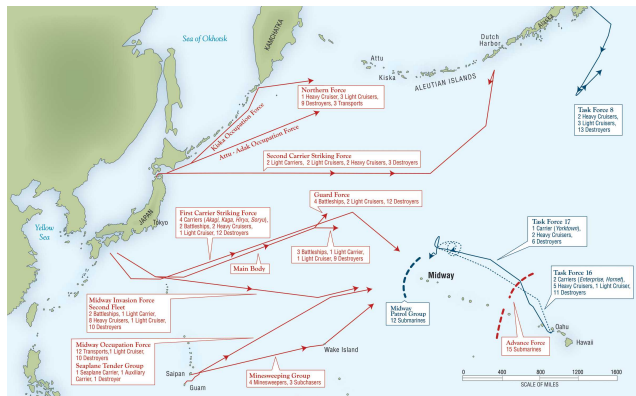 Sea of Okhotsk
KAMCHATKA
Alaska
Dutch
Harbor
Attu
Kiska
ALEUTIAN ISLANDS
Northern Force
1 Heavy Cruiser, 3 Light Cruisers,
9 Destroyers, 3 Transports
Task Force 8
2 Heavy Cruisers,
3 Light Cruisers,
13 Destroyers
Kiska Occupation Force
Attu - Adak Occupation Force
Second Carrier Striking Force
2 Light Carriers, 2 Light Cruisers, 2 Heavy Cruisers, 3 Destroyers
Guard Force
4 Battleships, 2 Light Cruisers, 12 Destroyers
JAPAN
Tokyo
Yellow
Sea
First Carrier Striking Force
4 Carriers (Akagi, Kaga, Hiryu, Soryu),
2 Battleships, 2 Heavy Cruisers,
1 Light Cruiser, 12 Destroyers
Task Force 17
1 Carrier (Yorktown),
2 Heavy Cruisers,
6 Destroyers
3 Battleships, 1 Light Carrier,
1 Light Cruiser, 9 Destroyers
Main Body
Midway
Task Force 16
2 Carriers (Enterprise, Hornet),
5 Heavy Cruisers, 1 Light Cruiser,
11 Destroyers
Midway Invasion Force
Second Fleet
2 Battleships, 1 Light Carrier,
8 Heavy Cruisers, 1 Light Cruiser,
10 Destroyers
Midway
Patrol Group
12 Submarines
Oahu
Hawaii
Midway Occupation Force
12 Transports, 1 Light Cruiser,
10 Destroyers
Seaplane Tender Group
1 Seaplane Carrier, 1 Auxiliary
Carrier, 1 Destroyer
Advance Force
15 Submarines
Wake Island
Saipan
Guam
Minesweeping Group
4 Minesweepers, 3 Subchasers
0 400 800 1200 1600
SCALE OF MILES